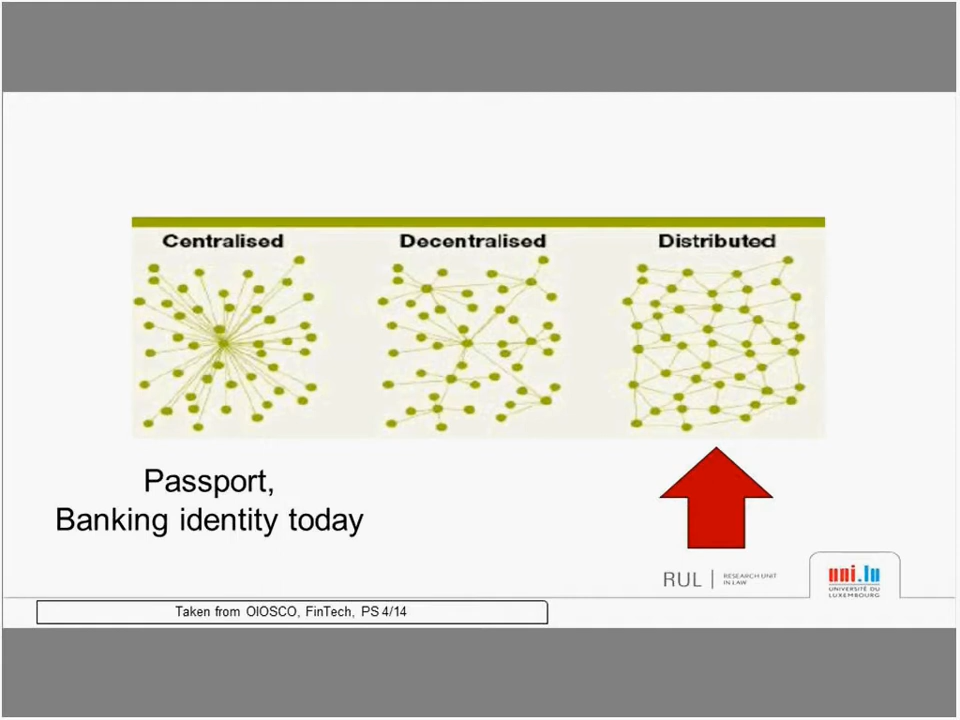 Centralised
Decentralised
Distributed
Passport,
Banking identity today
RUL
RESEARCH UNIT
IN LAW
uni.lu
UNIVERSITÉ DU
LUXEMBOURG
Taken from OIOSCO, FinTech, PS 4/14